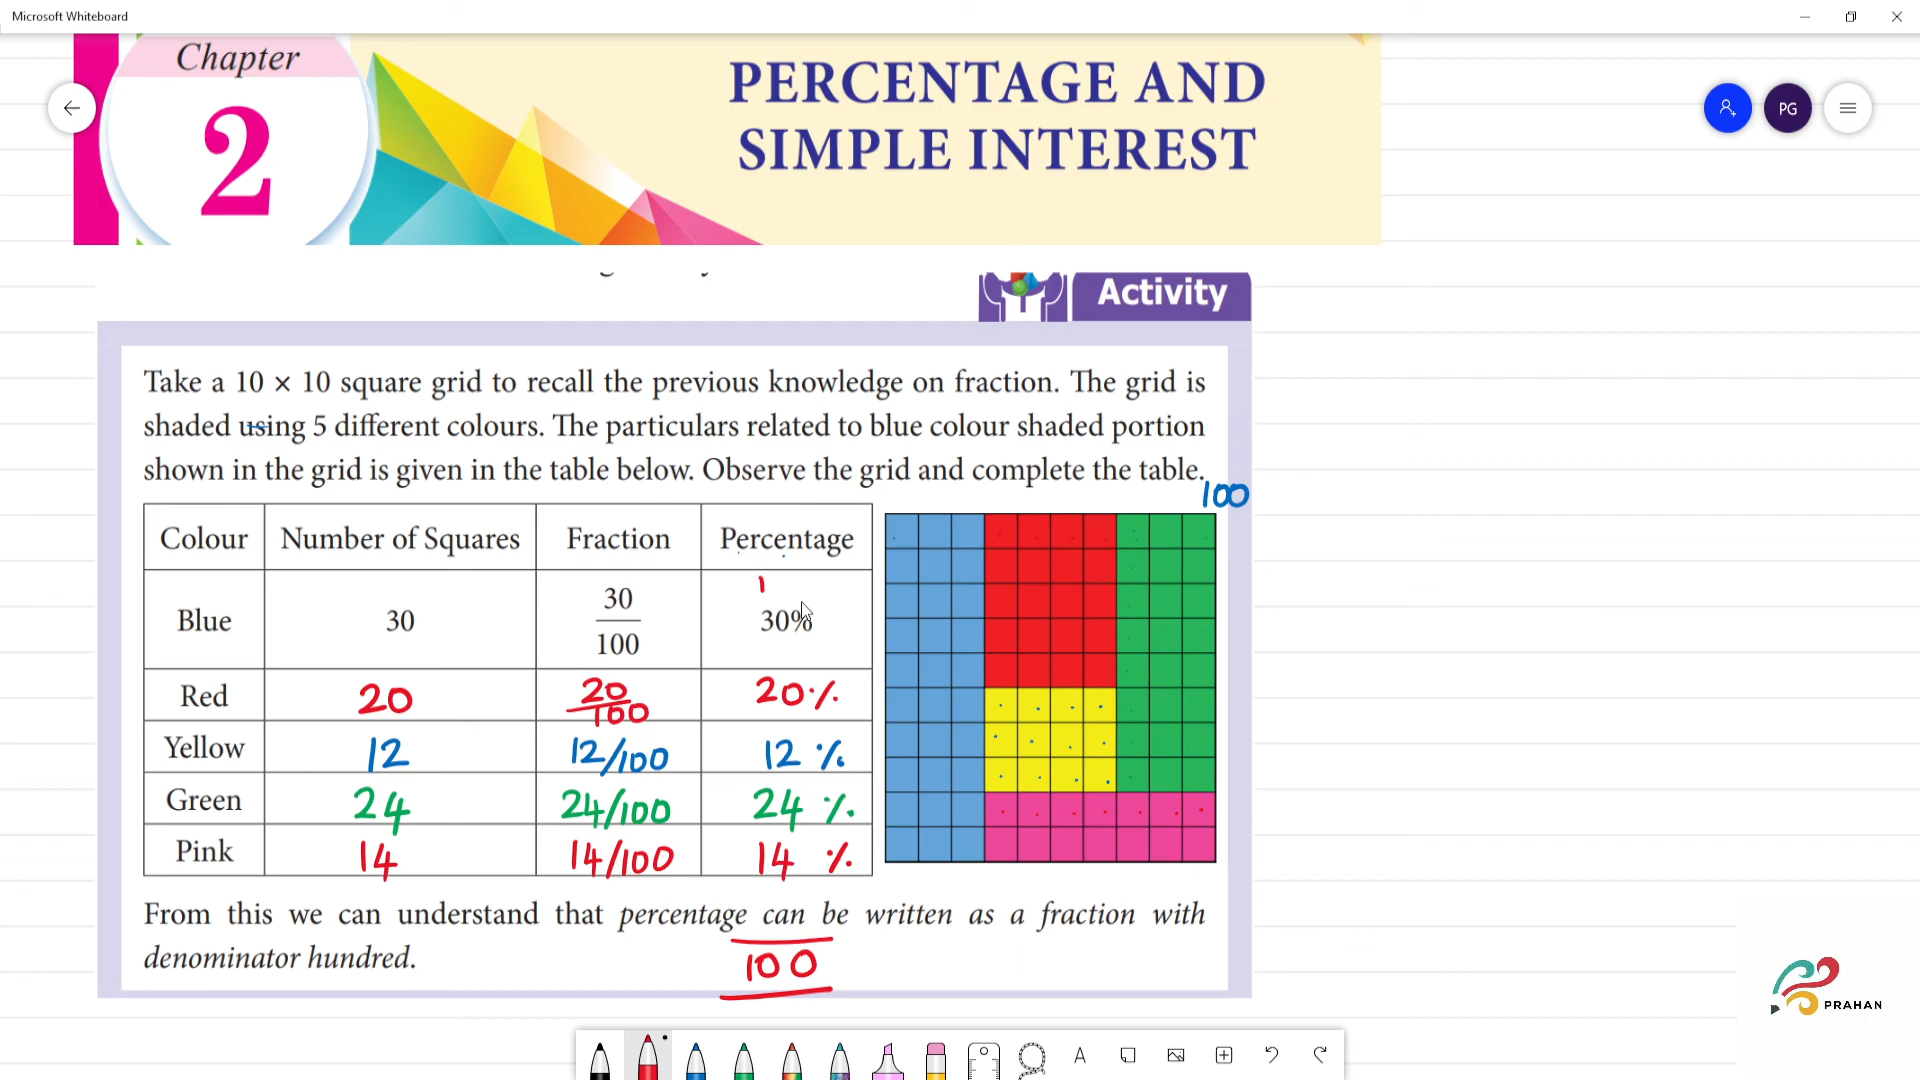 Microsoft Whiteboard
Chapter
2
PERCENTAGE AND
SIMPLE INTEREST
PG
Activity
Take a 10 × 10 square grid to recall the previous knowledge on fraction. The grid is
shaded using 5 different colours. The particulars related to blue colour shaded portion
shown in the grid is given in the table below. Observe the grid and complete the table.
100
Colour Number of Squares Fraction Percentage
Blue 30 30/100 30%
Red 20 20/100 20%
Yellow 12 12/100 12 %
Green 24 24/100 24 %
Pink 14 14/100 14 %
From this we can understand that percentage can be written as a fraction with
denominator hundred.
100
PRAHAN